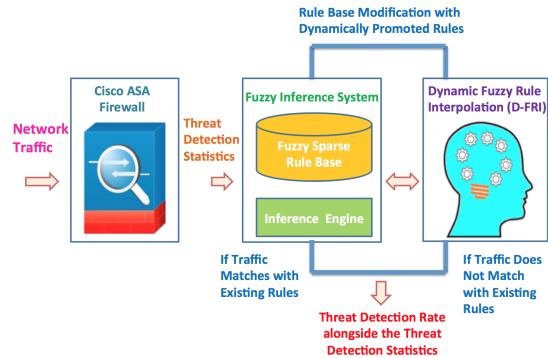 Rule Base Modification with
Dynamically Promoted Rules
Cisco ASA
Firewall
Fuzzy Inference System
Dynamic Fuzzy Rule
Interpolation (D-FRI)
Network
Traffic
Threat
Detection
Statistics
Fuzzy Sparse
Rule Base
Inference Engine
If Traffic
Matches with
Existing Rules
If Traffic Does
Not Match
with Existing
Rules
Threat Detection Rate
alongside the Threat
Detection Statistics